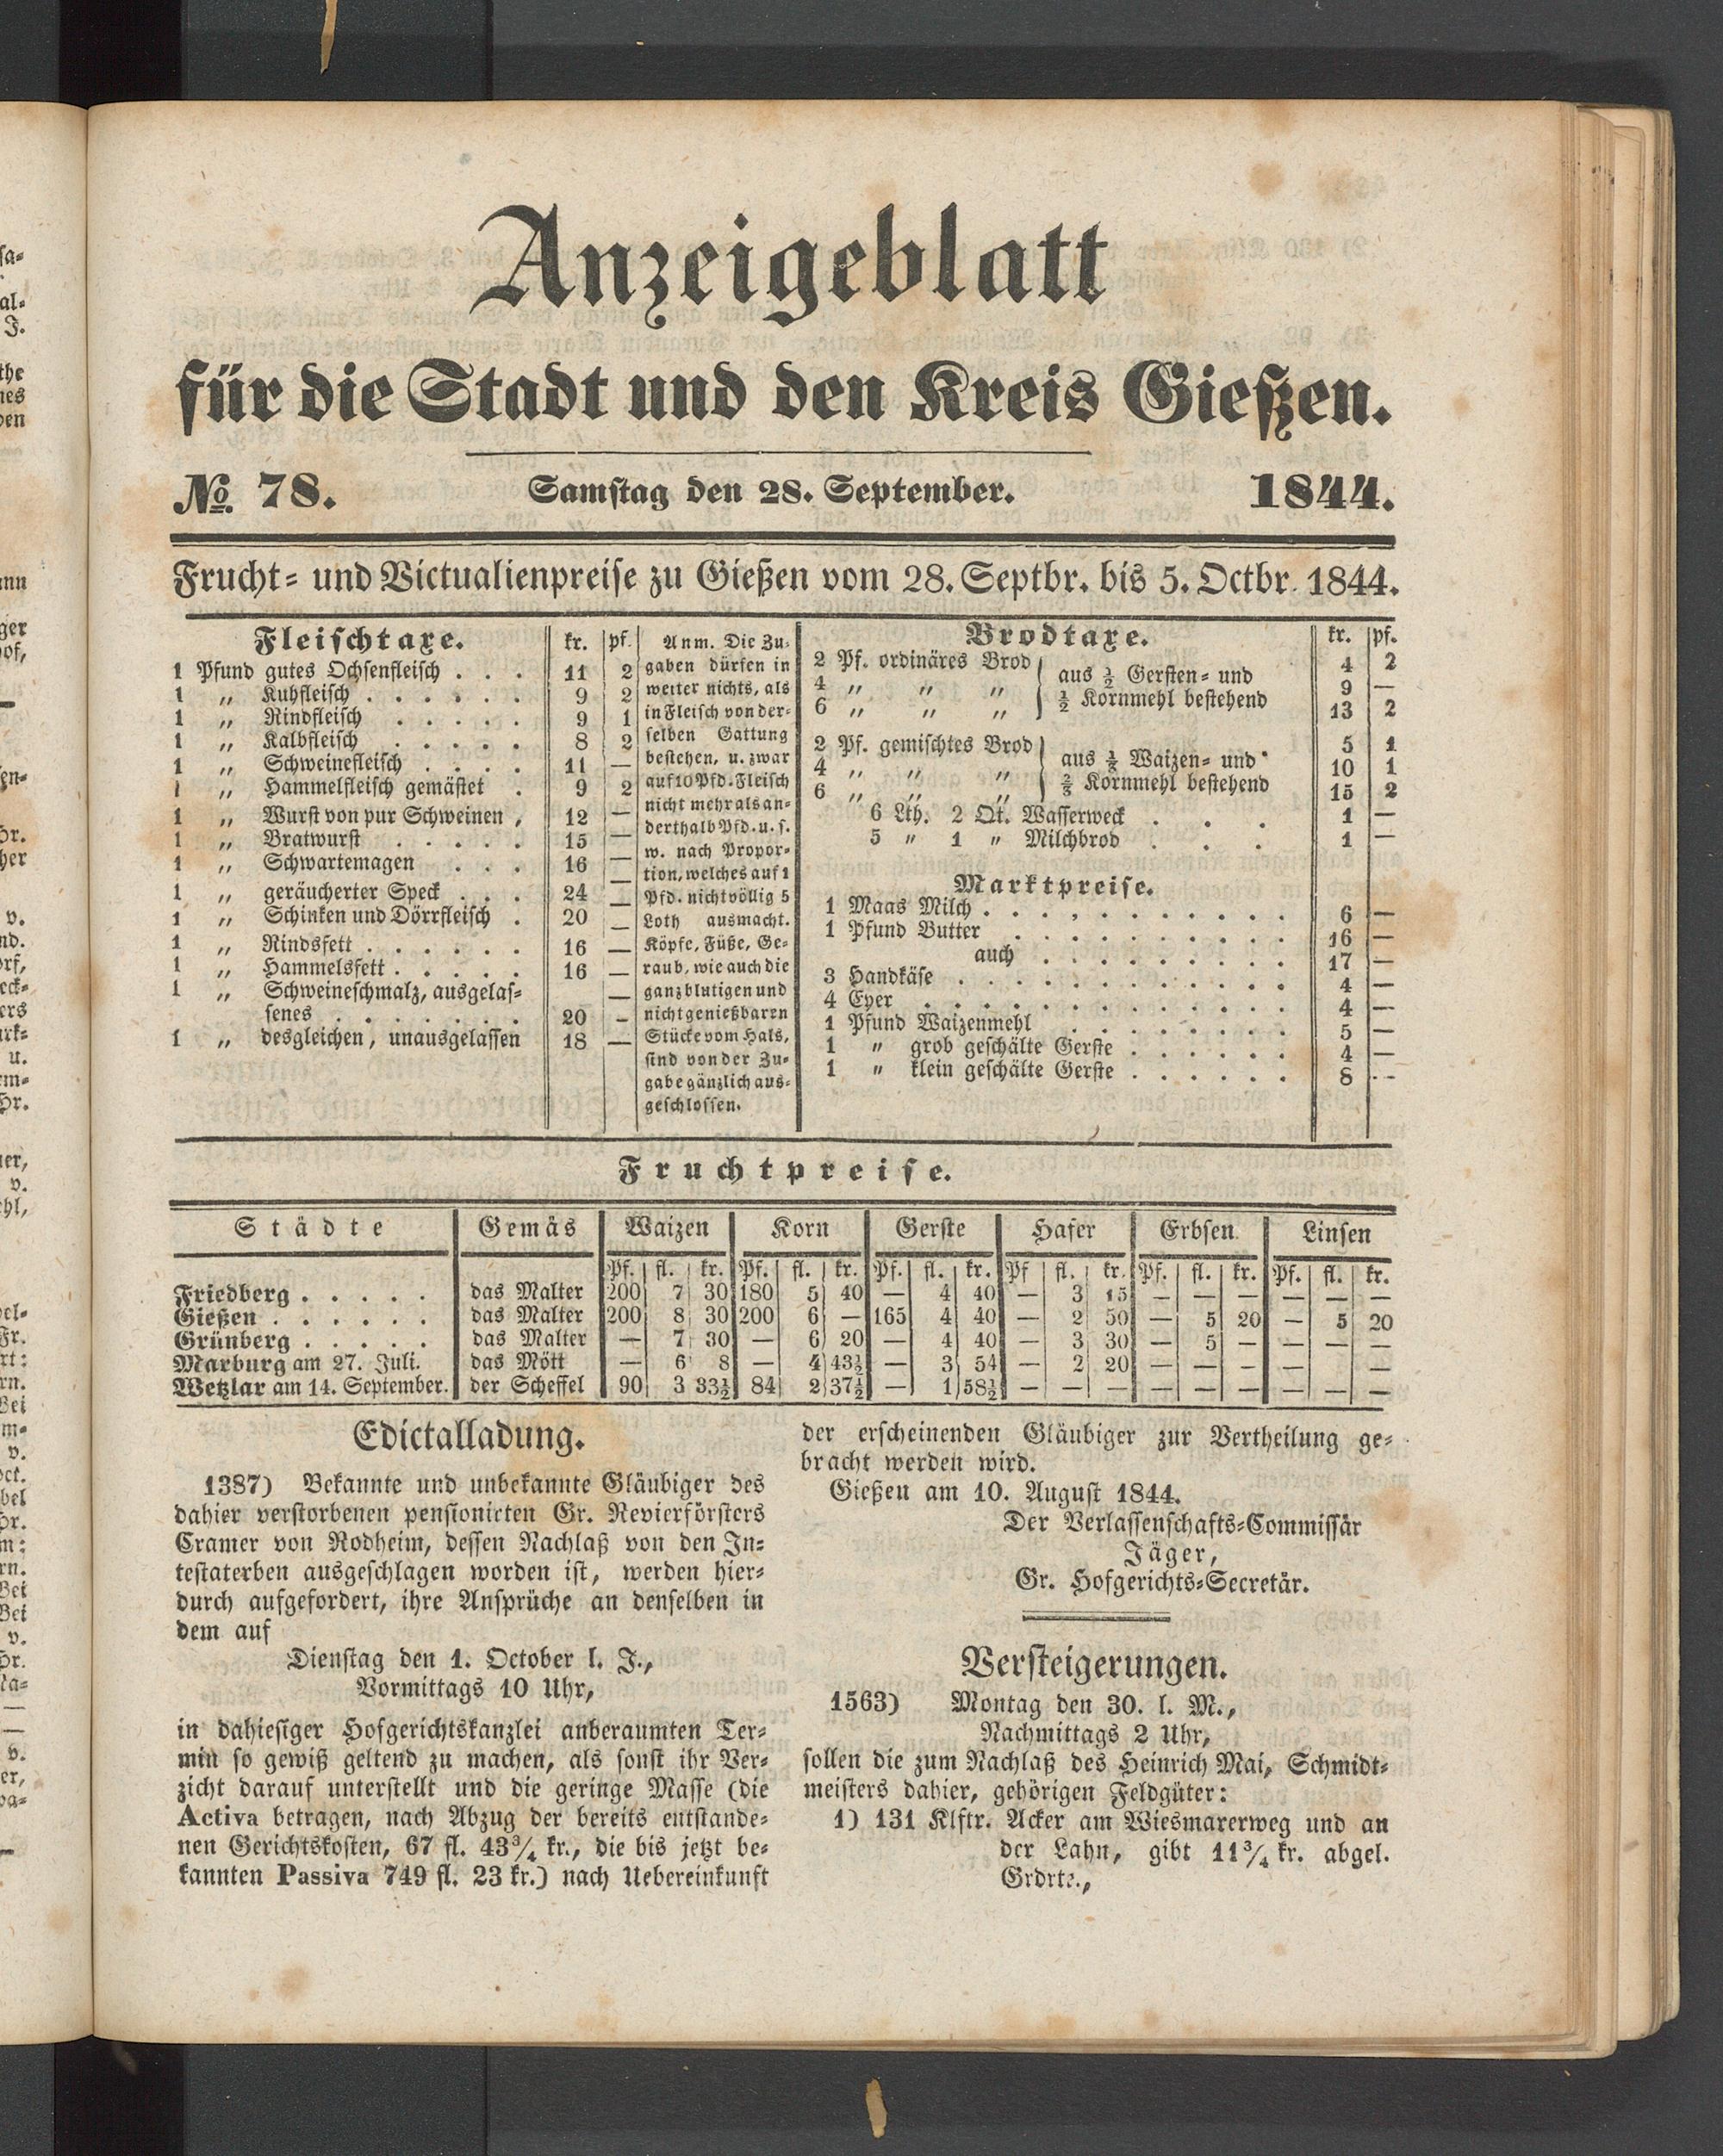 Anzeigeblatt
für die Stadt und den Kreis Gießen.
No. 78. Samstag den 28. September. 1844.
Frucht- und Victualienpreise zu Gießen vom 28. Septbr. bis 5. Octbr. 1844.
Fleischtaxe. kr. pf.
1 Pfund gutes Ochsenfleisch . . . 11 2
1 „ Kuhfleisch . . . . . . 9 2
1 „ Rindfleisch . . . . . 9 1
1 „ Kalbfleisch . . . . . 8 2
1 „ Schweinefleisch . . . . 11 —
1 „ Hammelfleisch gemästet . 9 2
1 „ Wurst von pur Schweinen , 12 —
1 „ Bratwurst . . . . . 15 —
1 „ Schwartemagen . . . 16 —
1 „ geräucherter Speck . . . 24 —
1 „ Schinken und Dörrfleisch . 20 —
1 „ Rindsfett . . . . . . 16 —
1 „ Hammelsfett . . . . . 16 —
1 „ Schweineschmalz, ausgelas- —
senes . . . . . . . 20 —
1 „ desgleichen, unausgelassen 18 —
Anm. Die Zu-
gaben dürfen in
weiter nichts, als
in Fleisch von der-
selben Gattung
bestehen, u. zwar
auf 10 Pfd. Fleisch
nicht mehr als an-
derthalb Pfd. u. s.
w. nach Propor-
tion, welches auf 1
Pfd. nicht völlig 5
Loth ausmacht.
Köpfe, Füße, Ge-
raub, wie auch die
ganz blutigen und
nicht genießbaren
Stücke vom Hals,
sind von der Zu-
gabe gänzlich aus-
geschlossen.
Brodtaxe. kr. pf.
2 Pf. ordinäres Brod 4 2
4 „ „ „ aus ½ Gersten- und 9 —
6 „ „ „ ½ Kornmehl bestehend 13 2
2 Pf. gemischtes Brod 5 1
4 „ „ „ aus ⅓ Waizen- und 10 1
6 „ „ „ ⅔ Kornmehl bestehend 15 2
6 Lth. 2 Qt. Wasserweck . . . 1 —
5 „ 1 „ Milchbrod . . . 1 —
Marktpreise.
1 Maas Milch . . . , . . . . . . . 6 —
1 Pfund Butter . . . . . . . . . . 16 —
auch . . . . . . . . 17 —
3 Handkäse . . . . . . . . . . . 4 —
4 Eyer . . . . . . . . . . . . 4 —
1 Pfund Waizenmehl . . . . . . . 5 —
1 „ grob geschälte Gerste . . . . . . 4 —
1 „ klein geschälte Gerste . . . . . . 8 —
Fruchtpreise.
Städte Gemäs Waizen Korn Gerste Hafer Erbsen Linsen
Pf. fl. kr. Pf. fl. kr. Pf. fl. kr. Pf fl. kr. Pf. fl. kr. Pf. fl. kr.
Friedberg . . . . . das Malter 200 7 30 180 5 40 — 4 40 — 3 15 — — — — — —
Gießen . . . . . . das Malter 200 8 30 200 6 — 165 4 40 — 2 50 — 5 20 — 5 20
Grünberg . . . . . das Malter — 7 30 — 6 20 — 4 40 — 3 30 — 5 — — — —
Marburg am 27. Juli. das Mött — 6 8 — 4 43½ — 3 54 — 2 20 — — — — —
Wetzlar am 14. September. der Scheffel 90 3 33½ 84 2 37½ — 1 58½ — — — — — — — — —
Edictalladung.
1387) Bekannte und unbekannte Gläubiger des
dahier verstorbenen pensionirten Gr. Revierförsters
Cramer von Rodheim, dessen Nachlaß von den In-
testaterben ausgeschlagen worden ist, werden hier-
durch aufgefordert, ihre Ansprüche an denselben in
dem auf
Dienstag den 1. October l. J.,
Vormittags 10 Uhr,
in dahiesiger Hofgerichtskanzlei anberaumten Ter-
min so gewiß geltend zu machen, als sonst ihr Ver-
zicht darauf unterstellt und die geringe Masse (die
Activa betragen, nach Abzug der bereits entstande-
nen Gerichtskosten, 67 fl. 43¾ kr., die bis jetzt be-
kannten Passiva 749 fl. 23 kr.) nach Uebereinkunft
der erscheinenden Gläubiger zur Vertheilung ge-
bracht werden wird.
Gießen am 10. August 1844.
Der Verlassenschafts-Commissär
Jäger,
Gr. Hofgerichts-Secretär.
Versteigerungen.
1563) Montag den 30. l. M.,
Nachmittags 2 Uhr,
sollen die zum Nachlaß des Heinrich Mai, Schmidt-
meisters dahier, gehörigen Feldgüter:
1) 131 Klftr. Acker am Wiesmarerweg und an
der Lahn, gibt 11¾ kr. abgel.
Grdrte.,